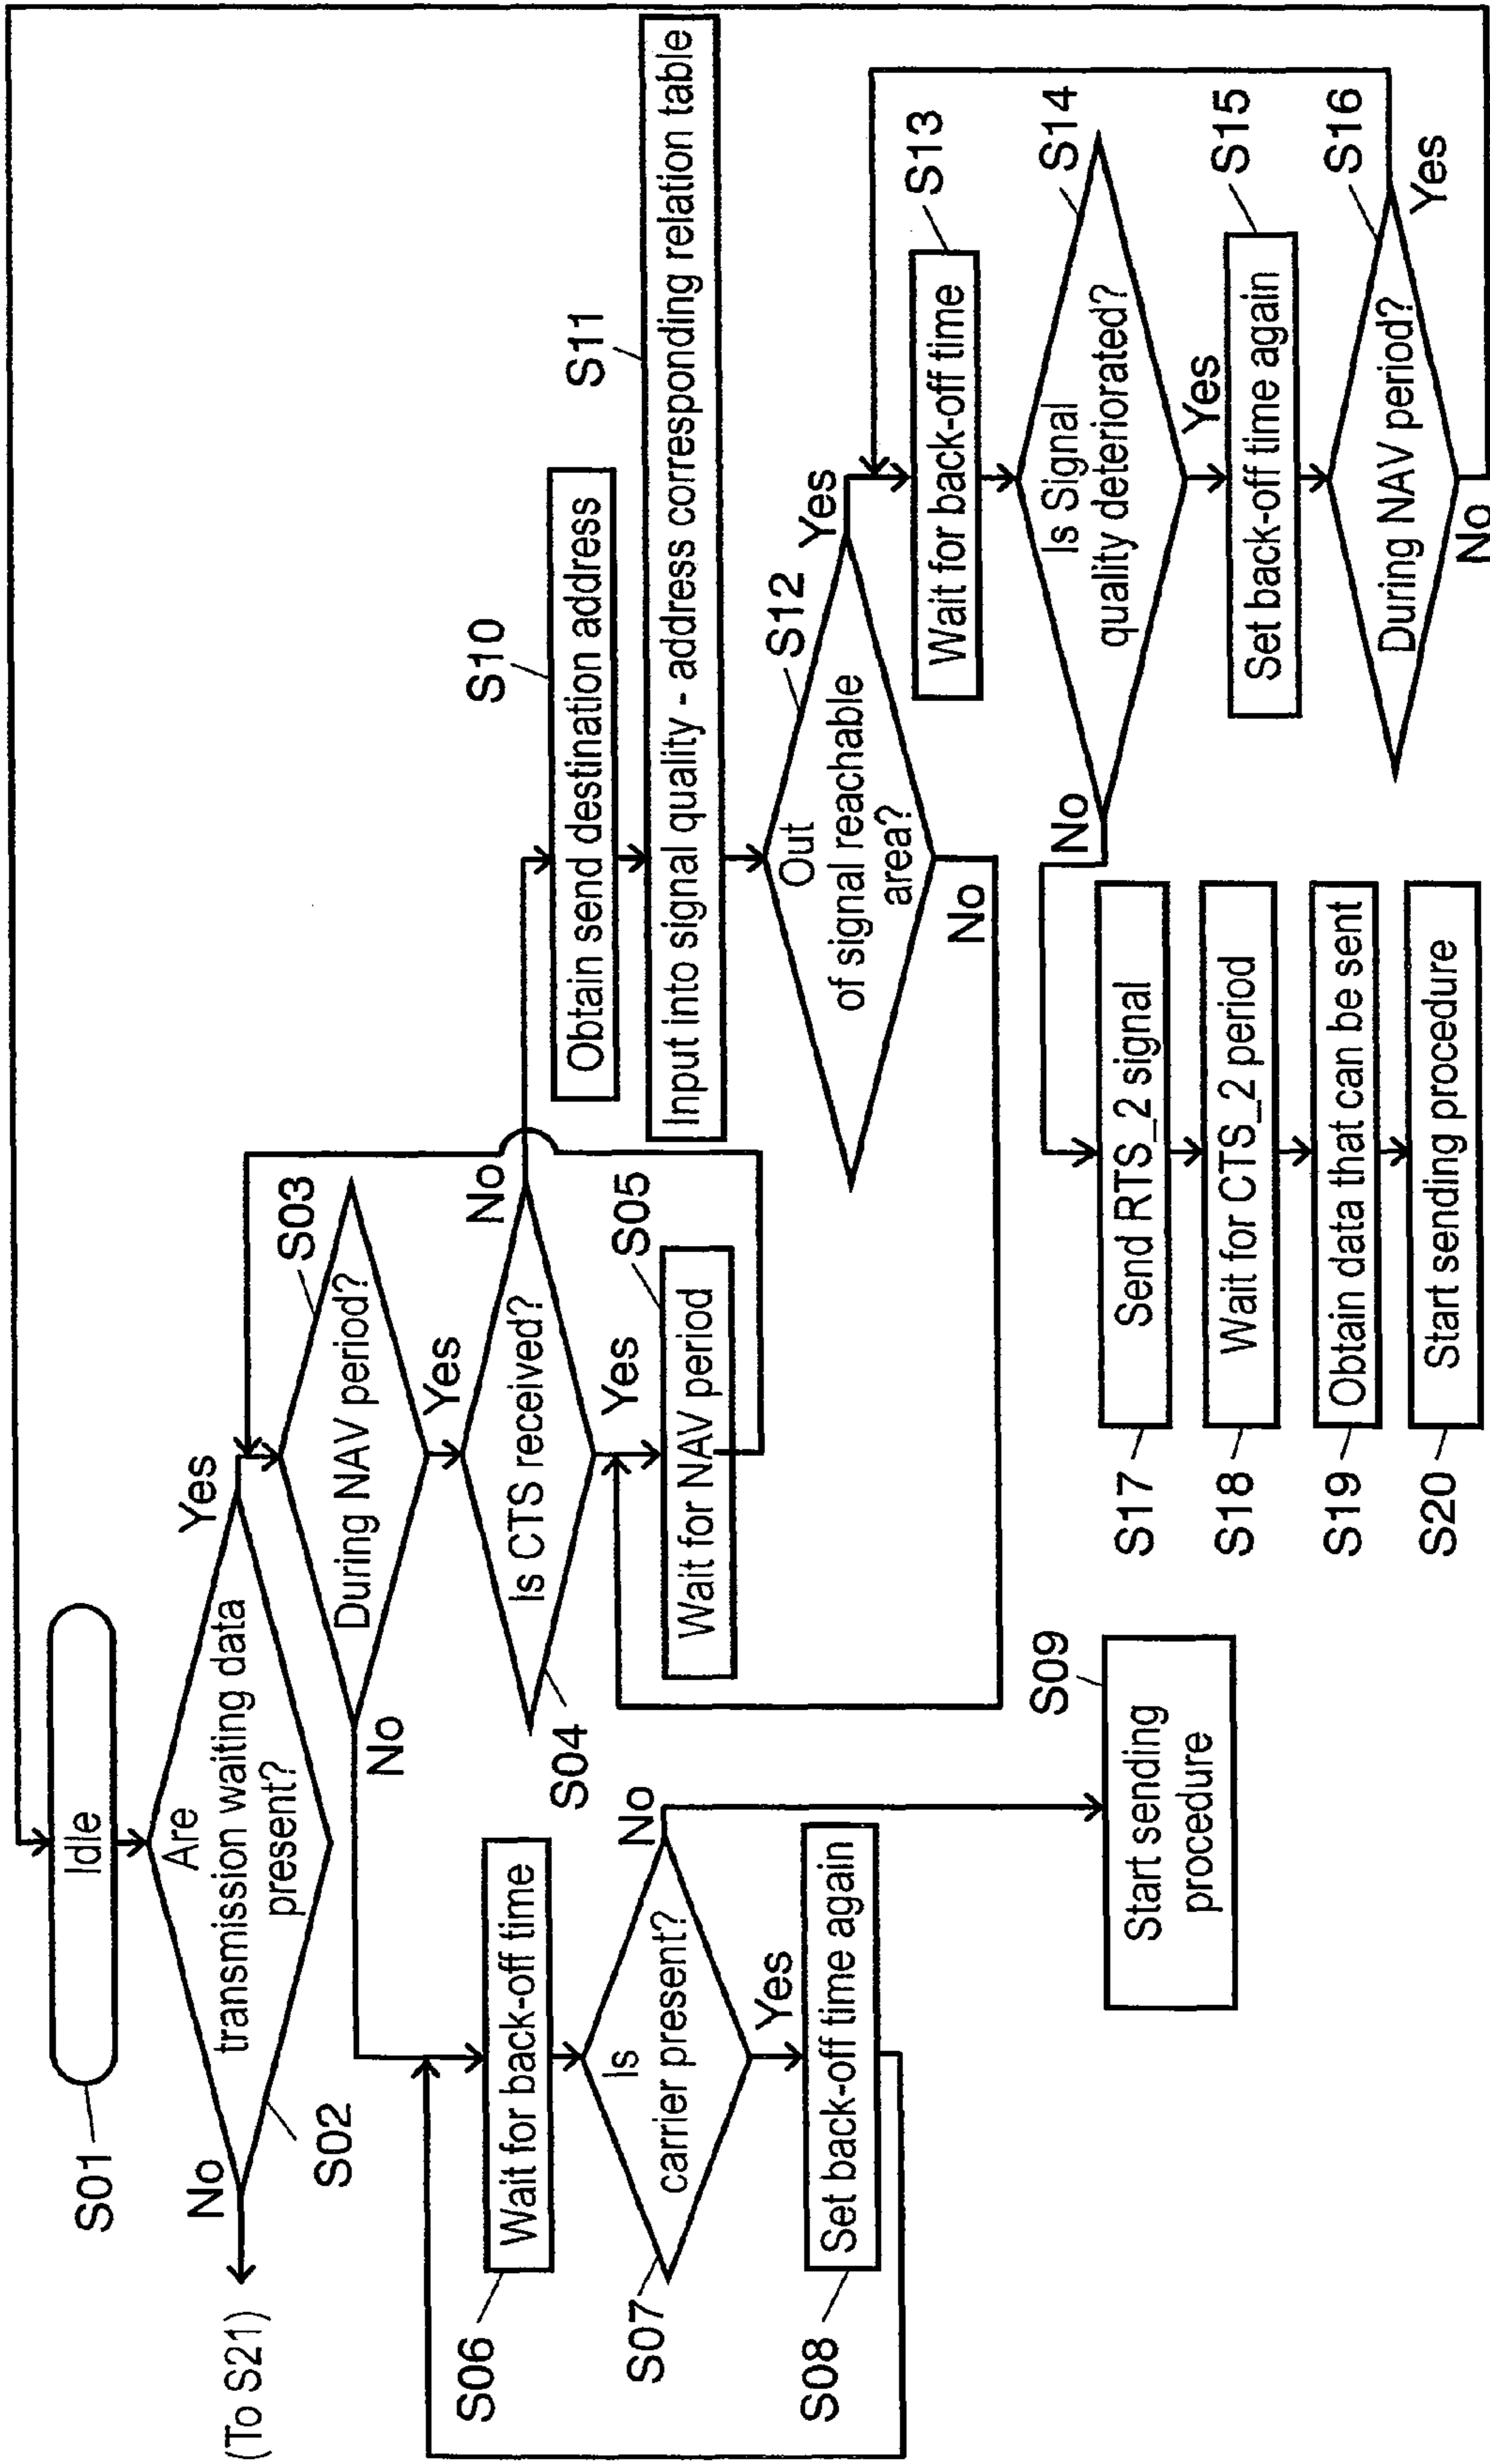 S01
Idle
Are
transmission waiting data
present?
S02
No
(To S21)
Yes
During NAV period?
S03
No
Yes
Is CTS received?
S04
No
Yes
Wait for NAV period
S05
Wait for back-off time
S06
Is
carrier present?
S07
No
Yes
Set back-off time again
S08
Start sending
procedure
S09
S10
Obtain send destination address
S11
Input into signal quality - address corresponding relation table
Out
of signal reachable
area?
S12
Yes
No
Wait for back-off time
S13
Is Signal
quality deteriorated?
S14
No
Yes
Set back-off time again
S15
During NAV period?
S16
Yes
No
Send RTS_2 signal
S17
Wait for CTS_2 period
S18
Obtain data that can be sent
S19
Start sending procedure
S20